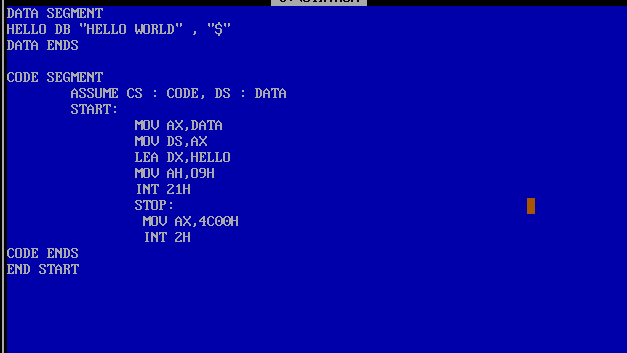 DATA SEGMENT
HELLO DB "HELLO WORLD" , "$"
DATA ENDS
CODE SEGMENT
ASSUME CS : CODE, DS : DATA
START:
MOV AX,DATA
MOV DS,AX
LEA DX,HELLO
MOV AH,09H
INT 21H
STOP:
MOV AX,4C00H
INT 2H
CODE ENDS
END START